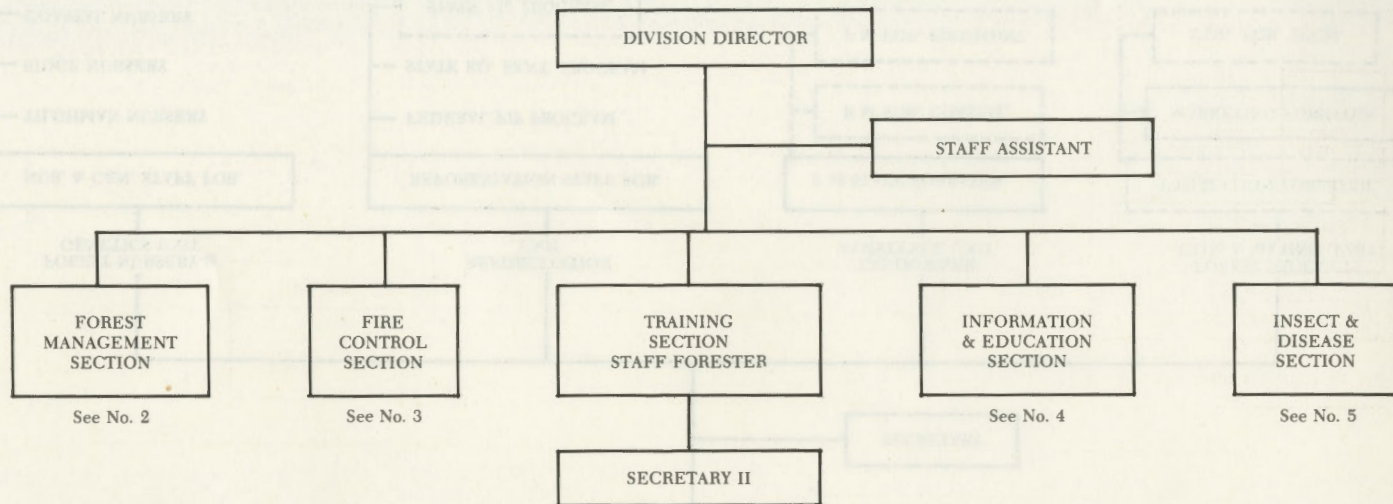 DIVISION DIRECTOR
STAFF ASSISTANT
FOREST
MANAGEMENT
SECTION
See No. 2
FIRE
CONTROL
SECTION
See No. 3
TRAINING
SECTION
STAFF FORESTER
INFORMATION
& EDUCATION
SECTION
See No. 4
INSECT &
DISEASE
SECTION
See No. 5
SECRETARY II